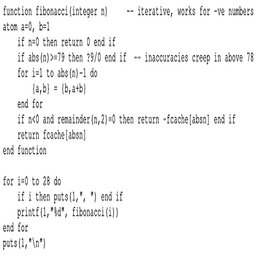 function fibonacci(integer n)     -- iterative, works for -ve numbers
atom a=0, b=1
    if n=0 then return 0 end if
    if abs(n)>=79 then ?9/0 end if  -- inaccuracies creep in above 78
    for i=1 to abs(n)-1 do
        {a,b} = {b,a+b}
    end for
    if n<0 and remainder(n,2)=0 then return -fcache[absn] end if
    return fcache[absn]
end function

for i=0 to 28 do
    if i then puts(1,", ") end if
    printf(1,"%d", fibonacci(i))
end for
puts(1,"\n")